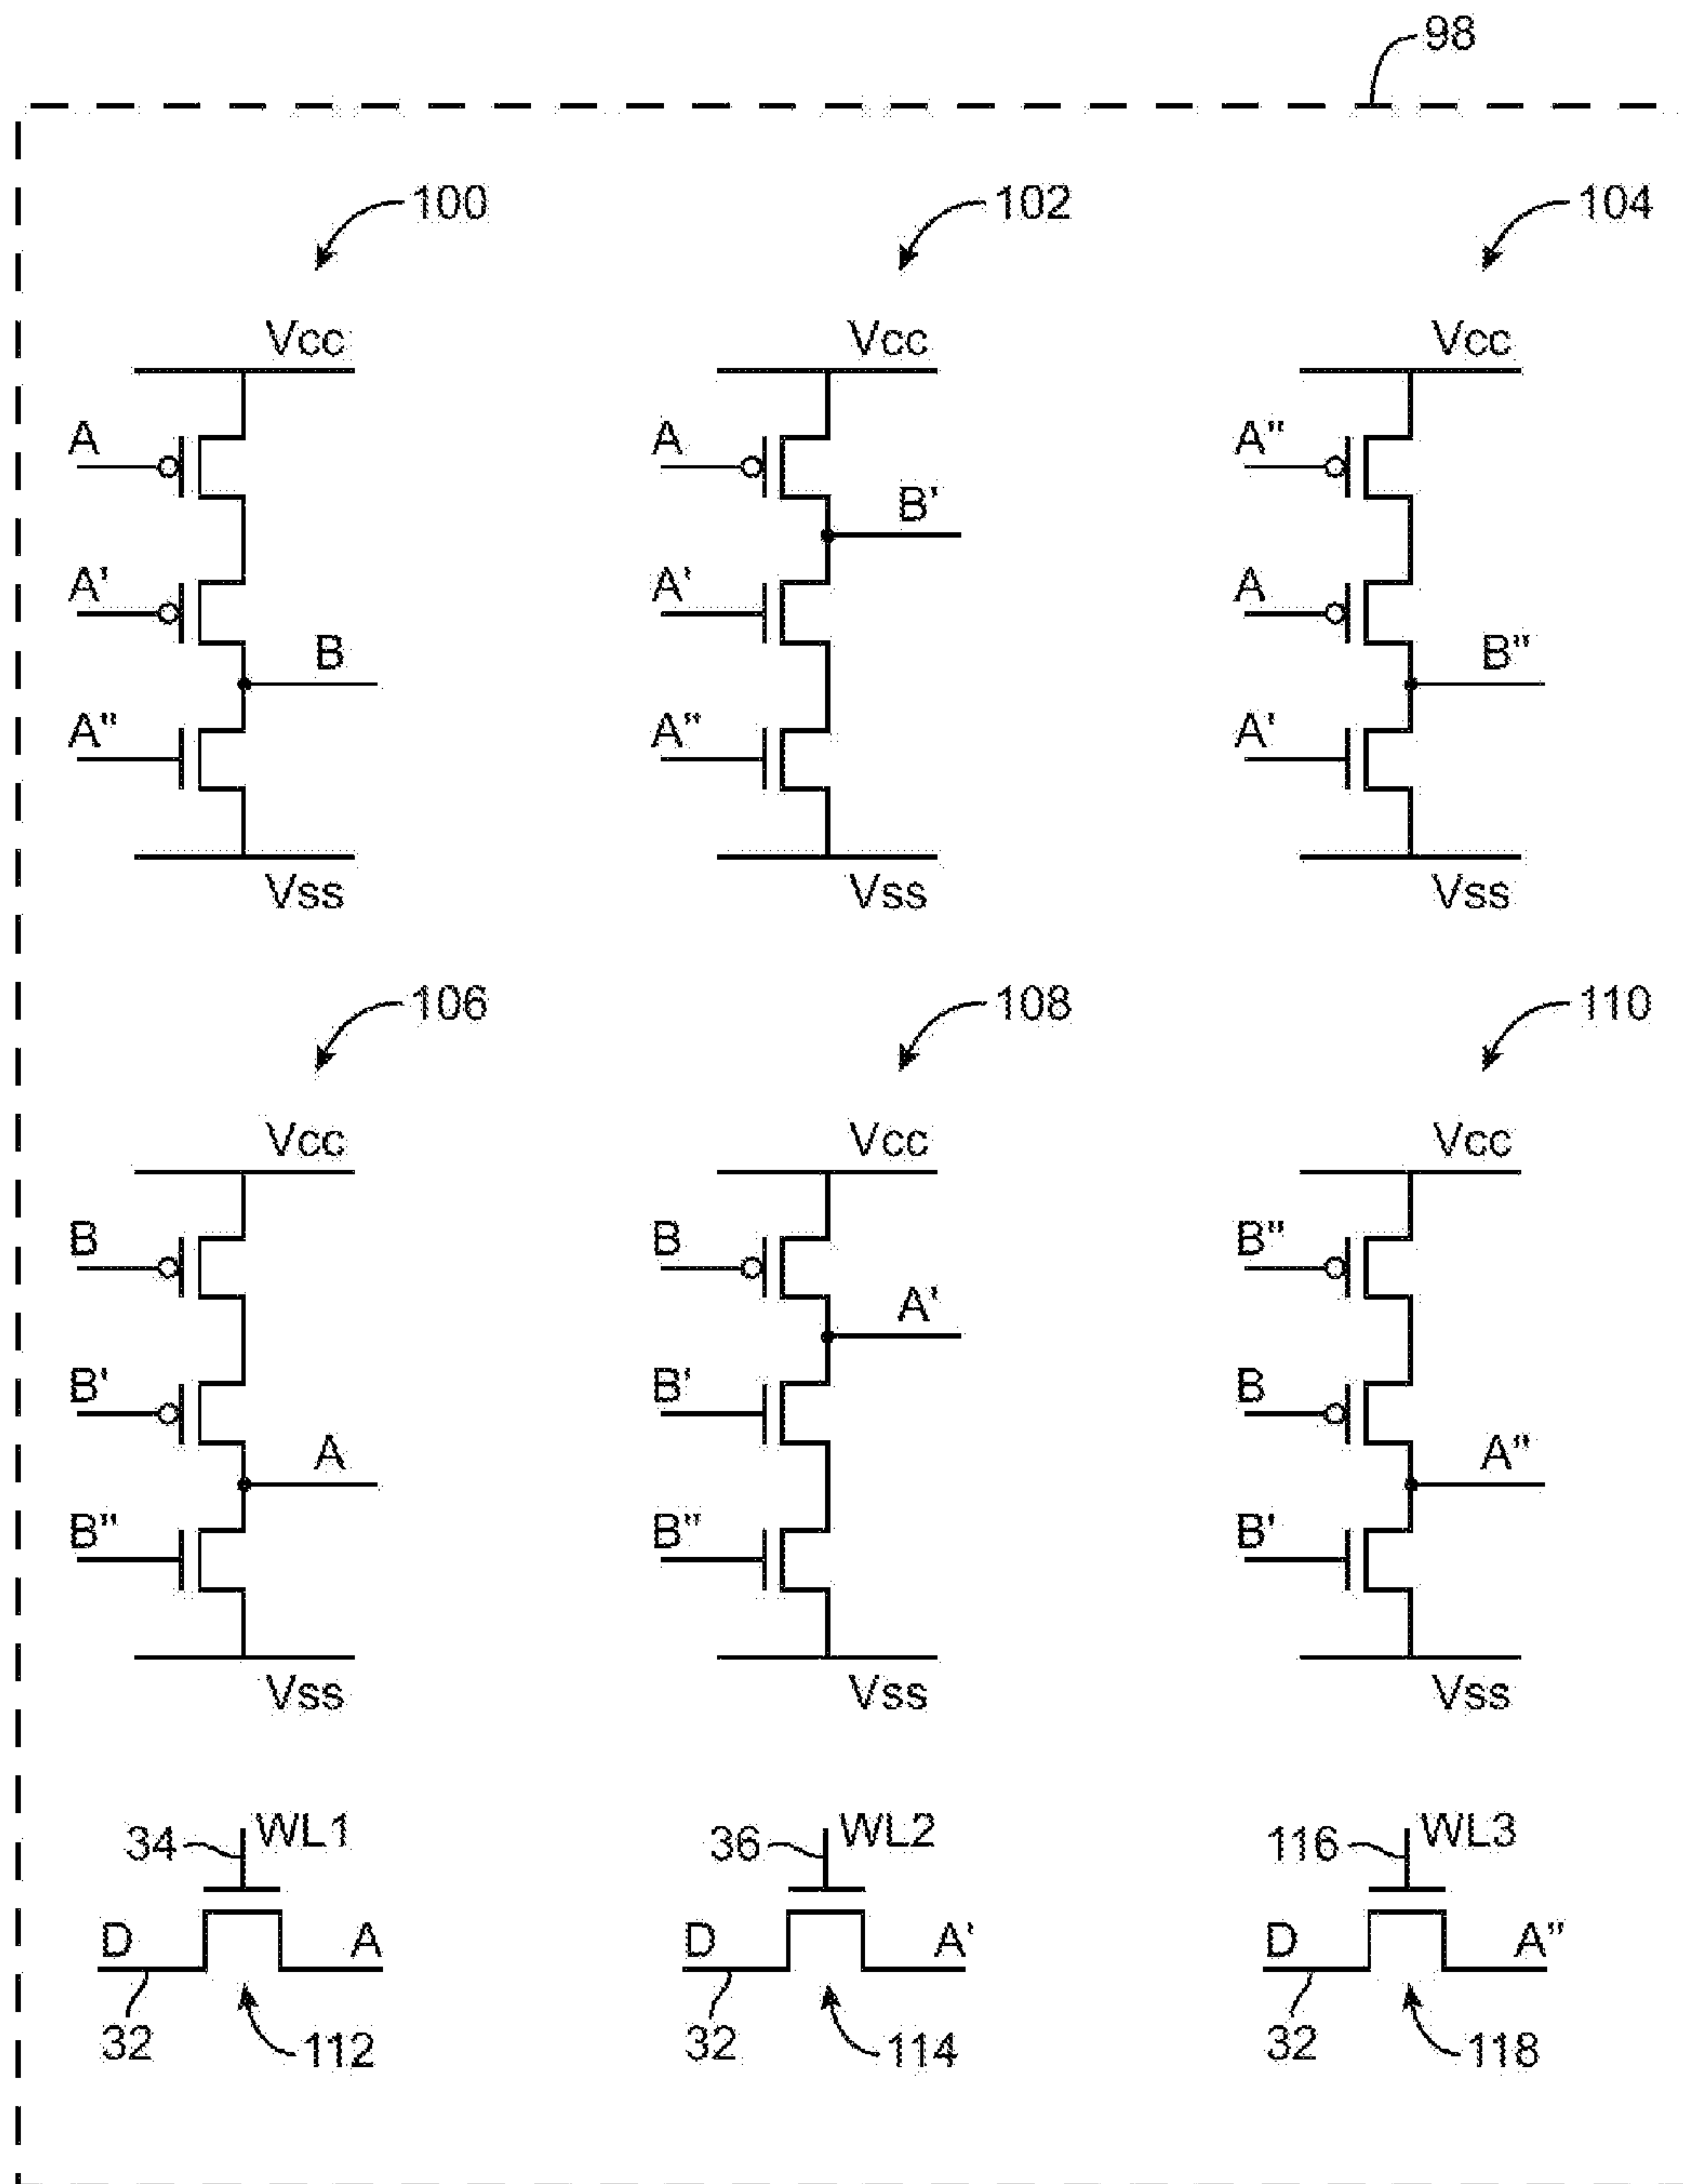 98
100 102 104
Vcc Vcc Vcc
A A A"
B'
A' A' A
B B"
A" A" A'
Vss Vss Vss
106 108 110
Vcc Vcc Vcc
B B B"
A'
B' B' B
A A"
B" B" B'
Vss Vss Vss
34 WL1 36 WL2 116 WL3
D A D A' D A"
32 112 32 114 32 118